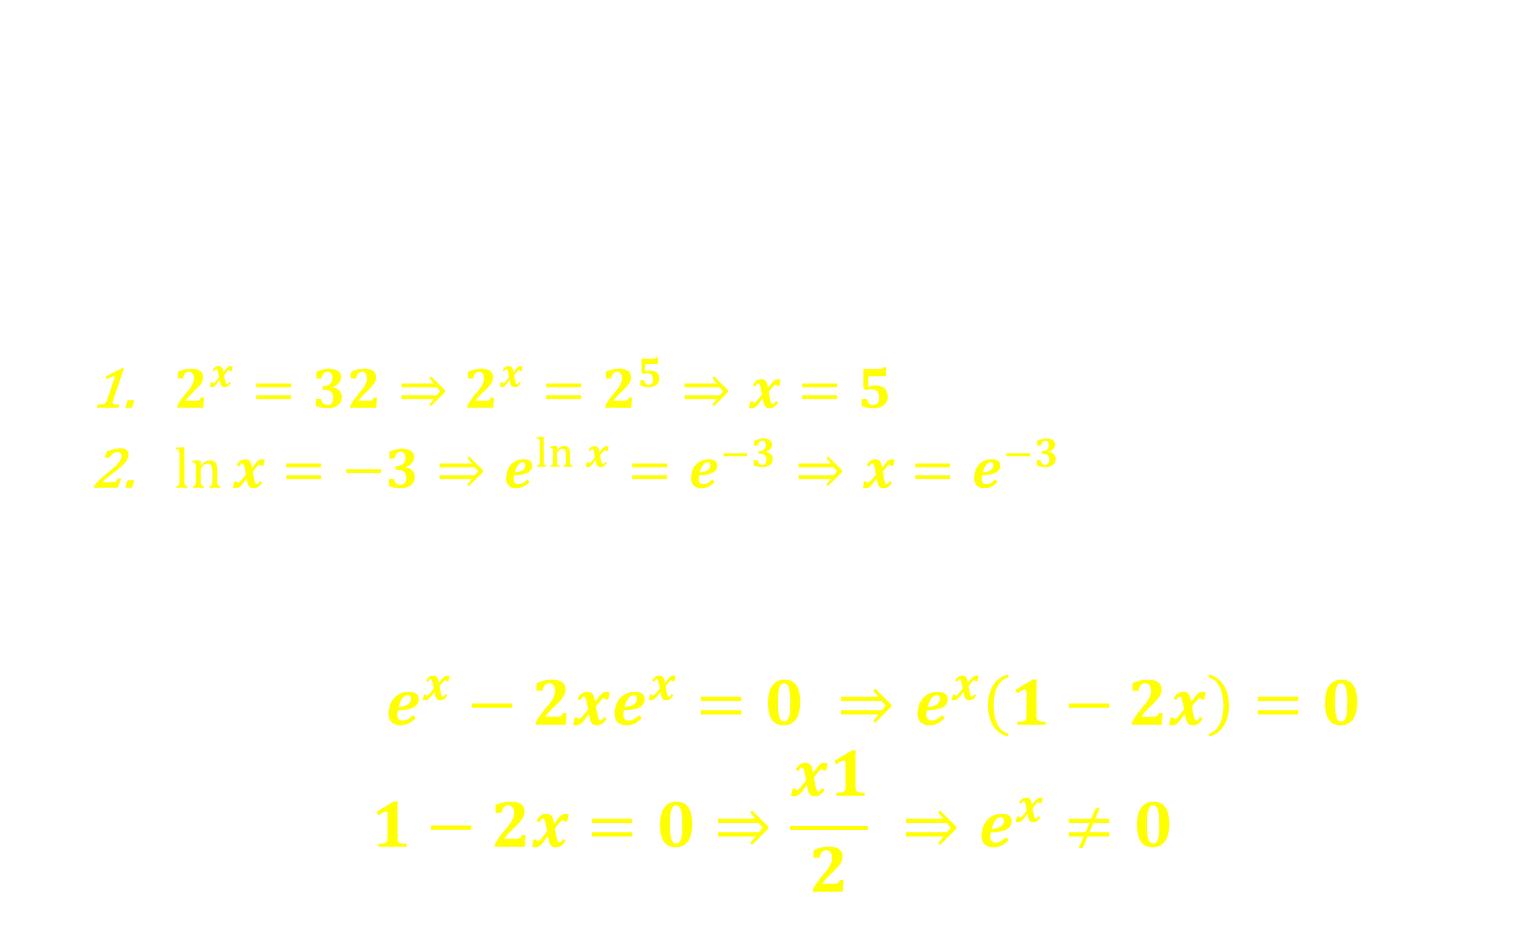 1. 2^x = 32 ⇒ 2^x = 2^5 ⇒ x = 5
2. ln x = −3 ⇒ e^{ln x} = e^{−3} ⇒ x = e^{−3}
e^x − 2xe^x = 0 ⇒ e^x(1 − 2x) = 0
1 − 2x = 0 ⇒ \frac{x1}{2} ⇒ e^x ≠ 0